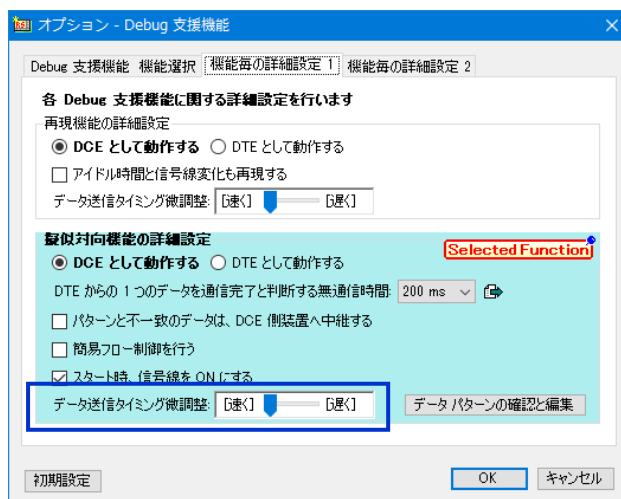 RSI オプション - Debug 支援機能
Debug 支援機能 機能選択 機能毎の詳細設定 1 機能毎の詳細設定 2
各 Debug 支援機能に関する詳細設定を行います
再現機能の詳細設定
DCE として動作する DTE として動作する
アイドル時間と信号線変化も再現する
データ送信タイミング微調整: [速く] [遅く]
擬似対向機能の詳細設定
Selected Function
DCE として動作する DTE として動作する
DTE からの 1 つのデータを通信完了と判断する無通信時間: 200 ms
パターンと不一致のデータは、DCE 側装置へ中継する
簡易フロー制御を行う
スタート時、信号線を ON にする
データ送信タイミング微調整: [速く] [遅く] データ パターンの確認と編集
初期設定 OK キャンセル